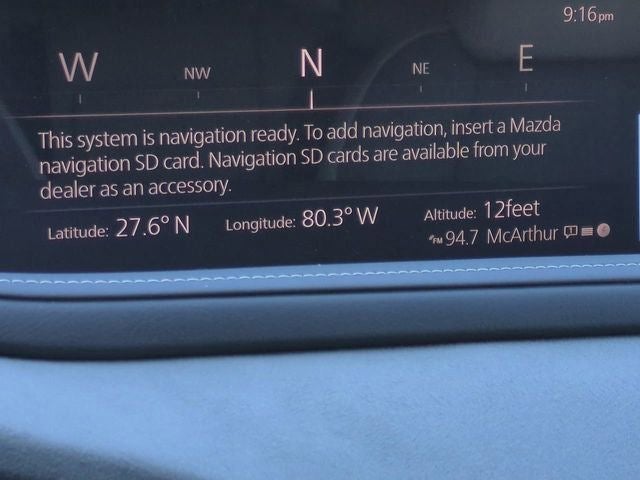 9:16pm
W NW N NE E
This system is navigation ready. To add navigation, insert a Mazda
navigation SD card. Navigation SD cards are available from your
dealer as an accessory.
Latitude: 27.6° N Longitude: 80.3° W Altitude: 12feet
FM 94.7 McArthur